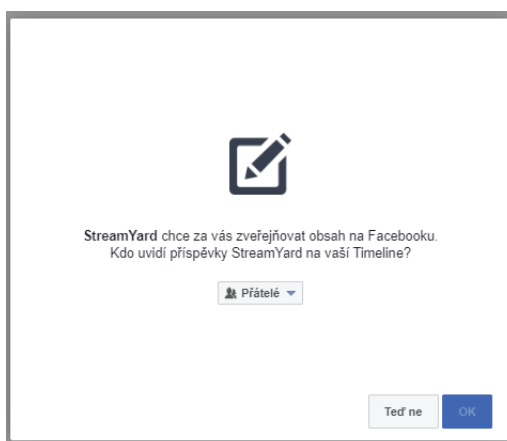 StreamYard chce za vás zveřejňovat obsah na Facebooku.
Kdo uvidí příspěvky StreamYard na vaší Timeline?
Přátelé
Teď ne
OK